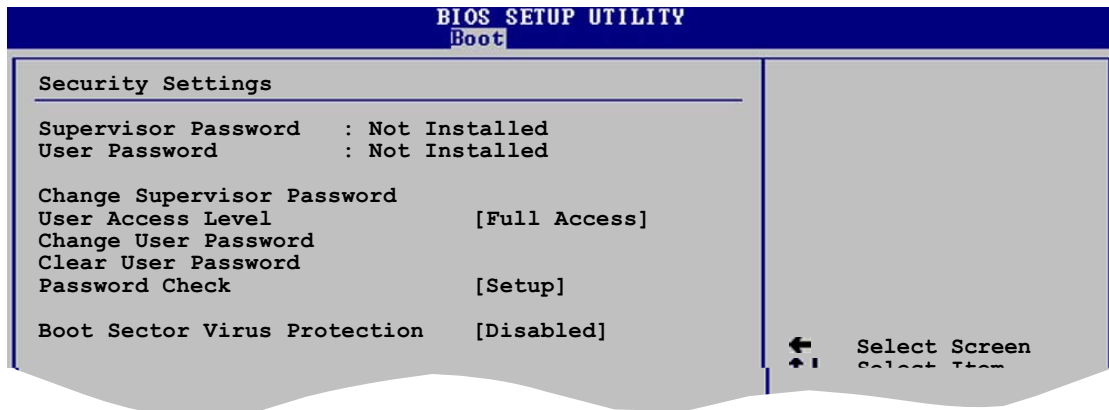 BIOS SETUP UTILITY
Boot
Security Settings
Supervisor Password : Not Installed
User Password : Not Installed
Change Supervisor Password
User Access Level [Full Access]
Change User Password
Clear User Password
Password Check [Setup]
Boot Sector Virus Protection [Disabled]
Select Screen
Select Item